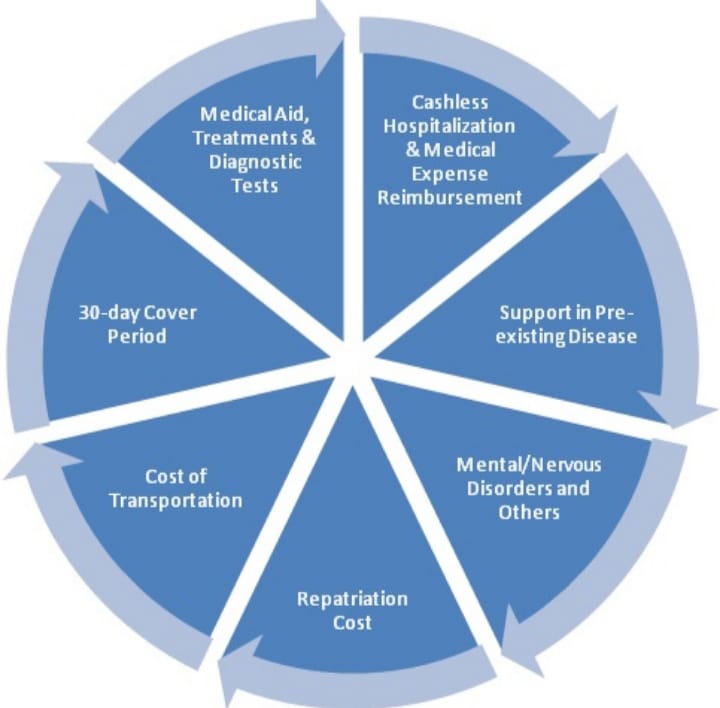 Cashless
Hospitalization
& Medical
Expense
Reimbursement
Support in Pre-
existing Disease
Mental/Nervous
Disorders and
Others
Repatriation
Cost
Cost of
Transportation
30-day Cover
Period
Medical Aid,
Treatments &
Diagnostic
Tests